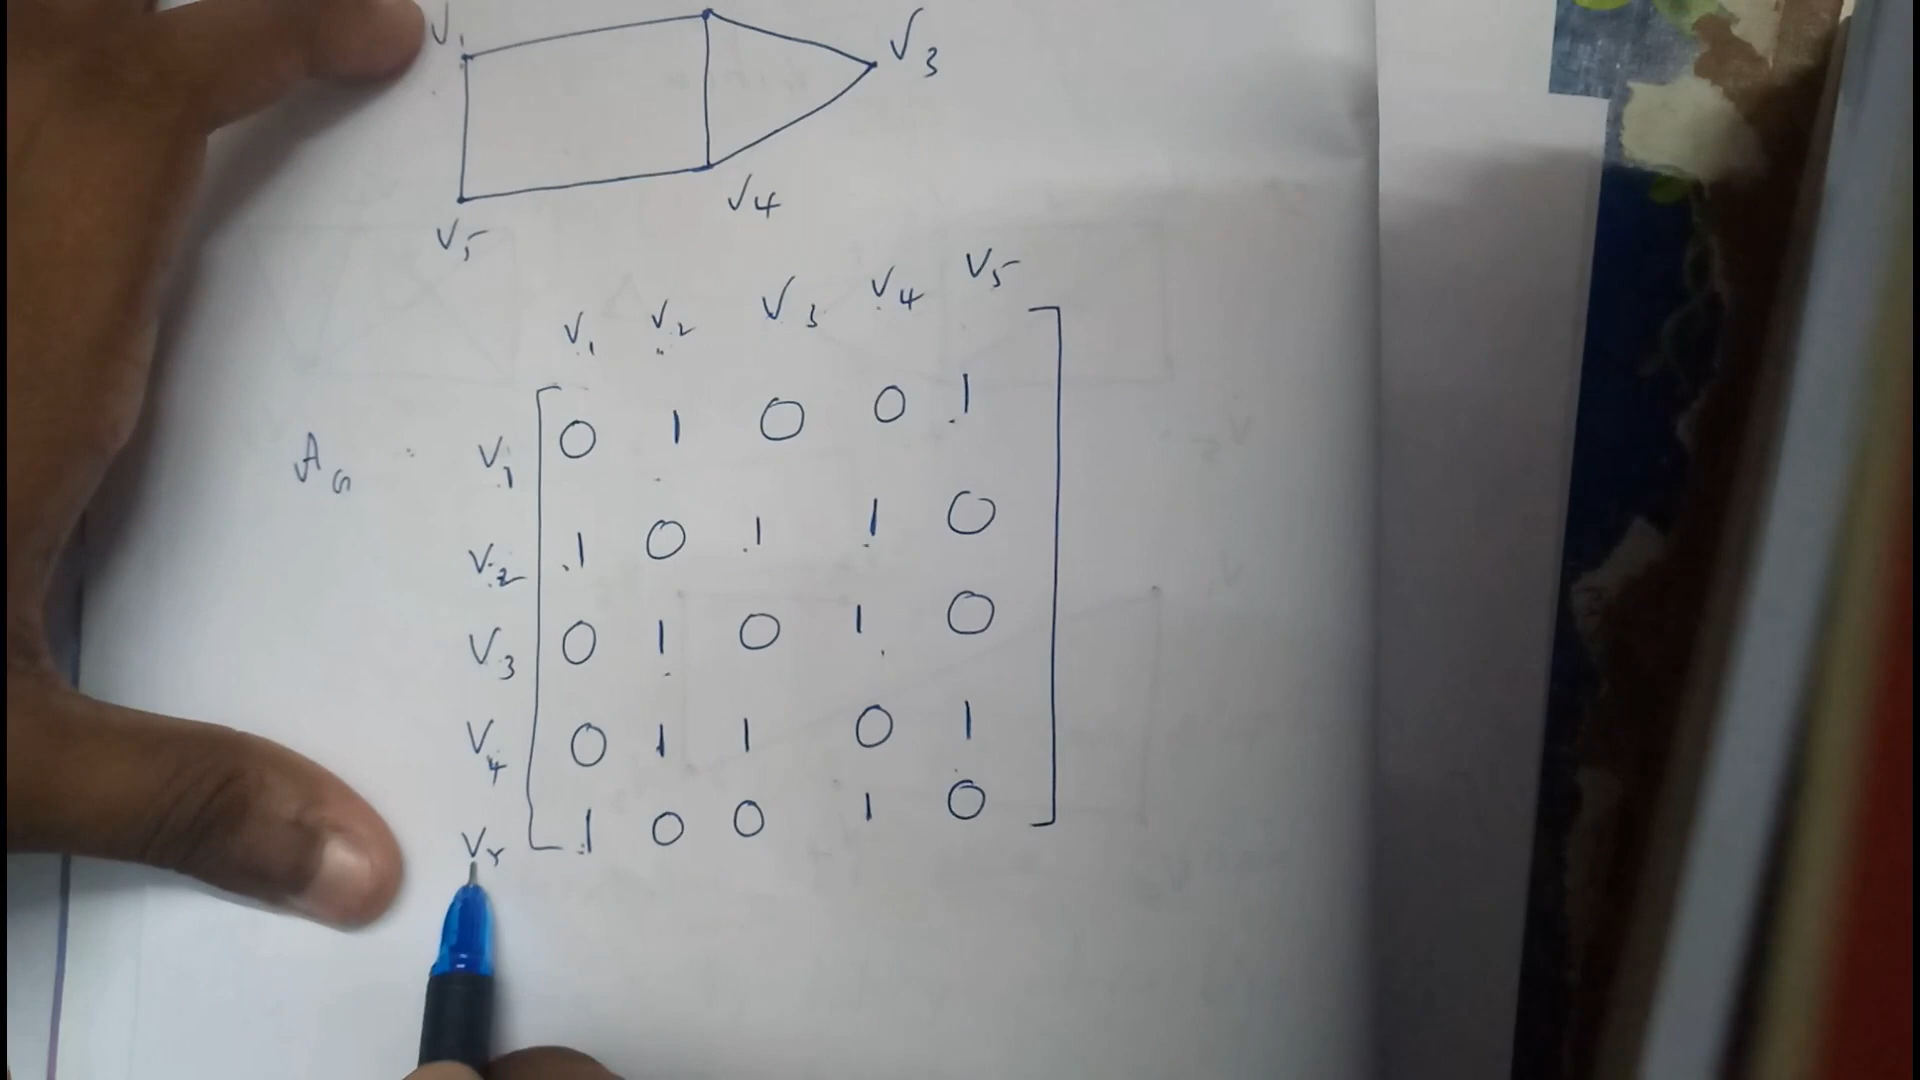 V1
V3
V4
V5
V1 V2 V3 V4 V5
AG
V1 0 1 0 0 1
V2 1 0 1 1 0
V3 0 1 0 1 0
V4 0 1 1 0 1
V5 1 0 0 1 0